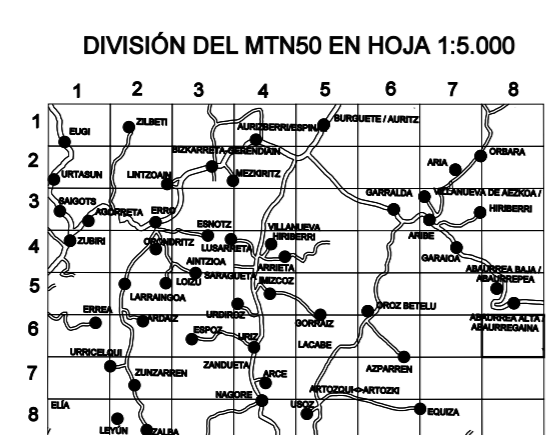 DIVISIÓN DEL MTN50 EN HOJA 1:5.000
1 2 3 4 5 6 7 8
1
EUGI
ZILBETI
AURIZBERRI/ESPINAL
BURGUETE / AURITZ
2
BIZKARRETA-GERENDIAIN
ARIA
ORBARA
URTASUN
LINTZOAIN
MEZKIRITZ
3
SAIGOTS
AGORRETA
ERRO
GARRALDA
VILLANUEVA DE AEZKOA /
HIRIBERRI
ESNOTZ
VILLANUEVA
HIRIBERRI
ARIBE
4
ZUBIRI
ORONDRITZ
LUSARRETA
GARAIOA
AINTZIOA
ARRIETA
ABAURREA BAJA /
ABAURREPEA
5
LOIZU
SARAGUETA
IMIZCOZ
LARRAINGOA
URDIROZ
OROZ BETELU
ABAURREA ALTA /
ABAURREGAINA
6
ERREA
ARDAIZ
ESPOZ
URIZ
GORRAIZ
LACABE
URRICELQUI
AZPARREN
7
ZUNZARREN
ZANDUETA
ARCE
NAGORE
ARTOZQUI<>ARTOZKI
8
ELÍA
USOZ
EQUIZA
LEYÚN
IZALBA